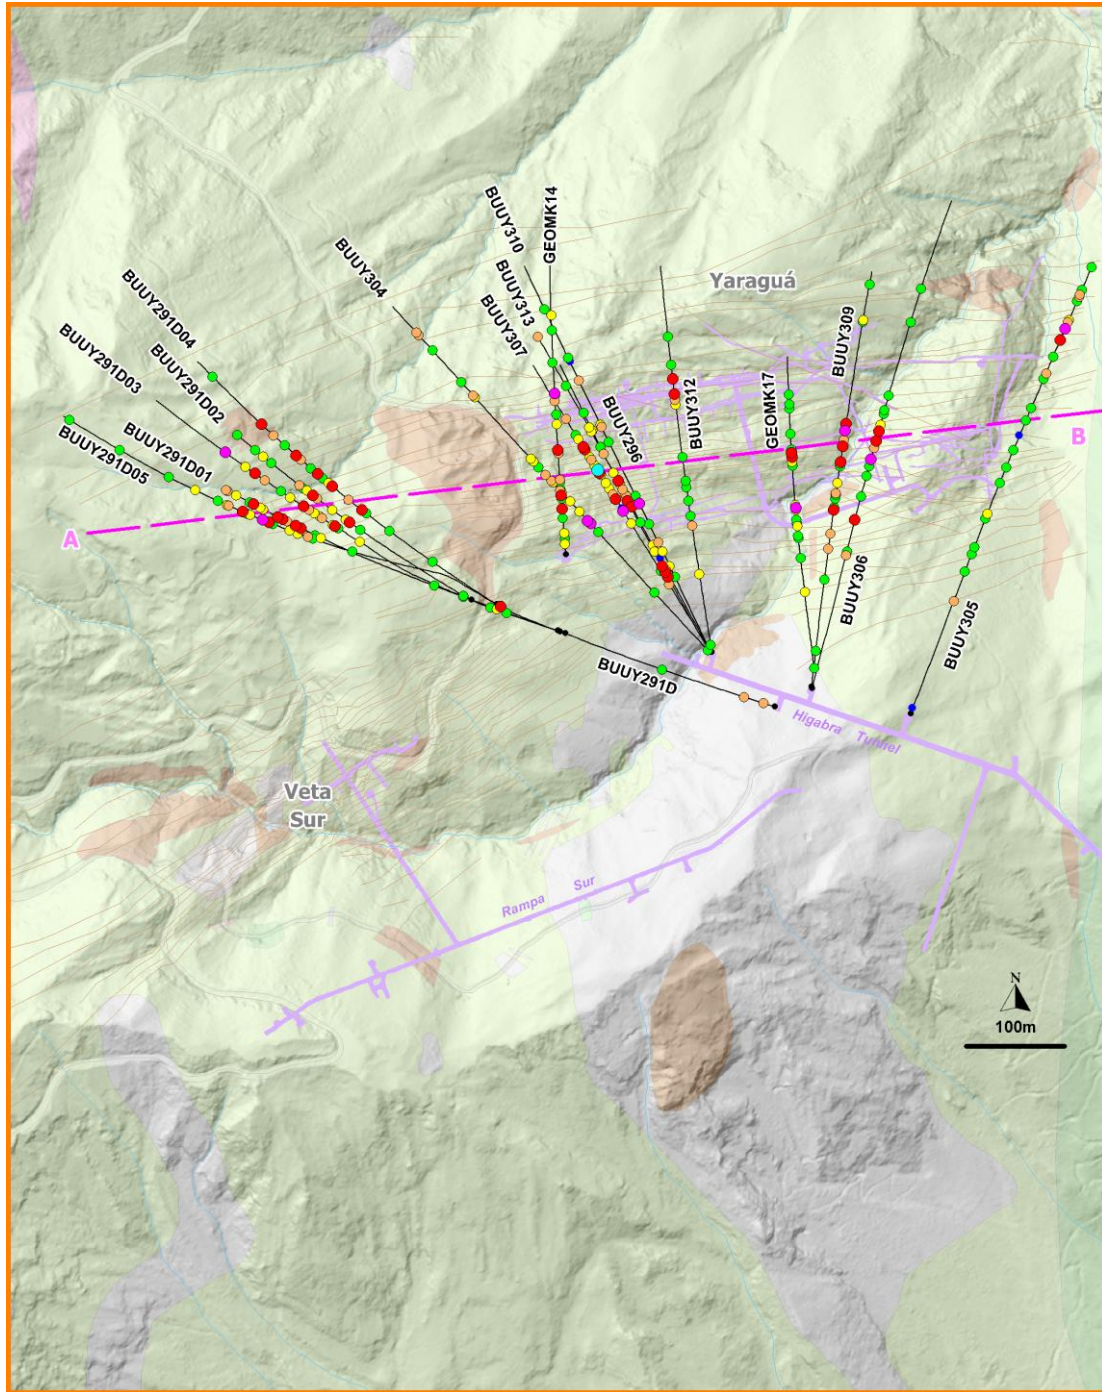 BUUY310
GEOMK14
BUUY304
BUUY313
Yaraguá
BUUY291D04
BUUY307
BUUY309
BUUY291D03
BUUY291D02
BUUY312
GEOMK17
BUUY296
B
BUUY291D01
BUUY291D05
A
BUUY306
BUUY305
BUUY291D
Higabra Tunnel
Veta
Sur
Rampa Sur
N
100m